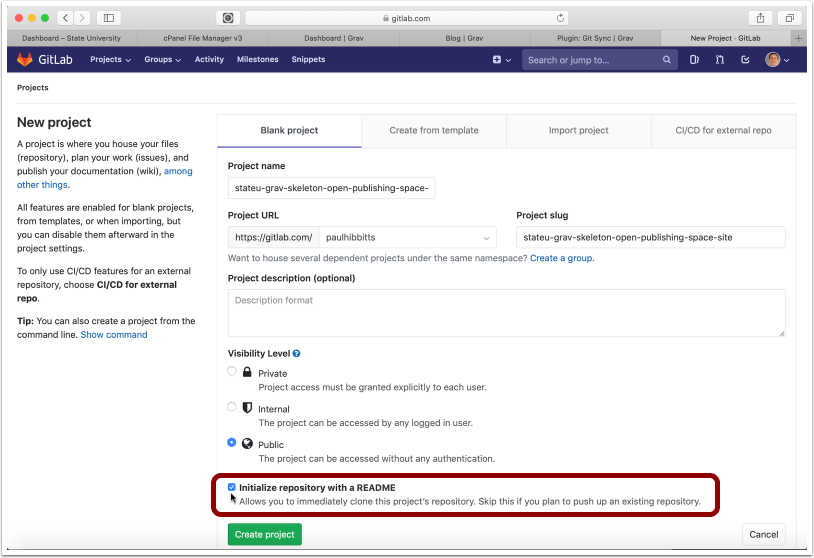 gitlab.com
Dashboard – State University
cPanel File Manager v3
Dashboard | Grav
Blog | Grav
Plugin: Git Sync | Grav
New Project · GitLab
GitLab
Projects
Groups
Activity
Milestones
Snippets
Search or jump to...
Projects
New project
A project is where you house your files
(repository), plan your work (issues), and
publish your documentation (wiki), among
other things.
All features are enabled for blank projects,
from templates, or when importing, but
you can disable them afterward in the
project settings.
To only use CI/CD features for an external
repository, choose CI/CD for external
repo.
Tip: You can also create a project from the
command line. Show command
Blank project
Create from template
Import project
CI/CD for external repo
Project name
stateu-grav-skeleton-open-publishing-space-
Project URL
https://gitlab.com/
paulhibbitts
Project slug
stateu-grav-skeleton-open-publishing-space-site
Want to house several dependent projects under the same namespace? Create a group.
Project description (optional)
Description format
Visibility Level
Private
Project access must be granted explicitly to each user.
Internal
The project can be accessed by any logged in user.
Public
The project can be accessed without any authentication.
Initialize repository with a README
Allows you to immediately clone this project's repository. Skip this if you plan to push up an existing repository.
Create project
Cancel